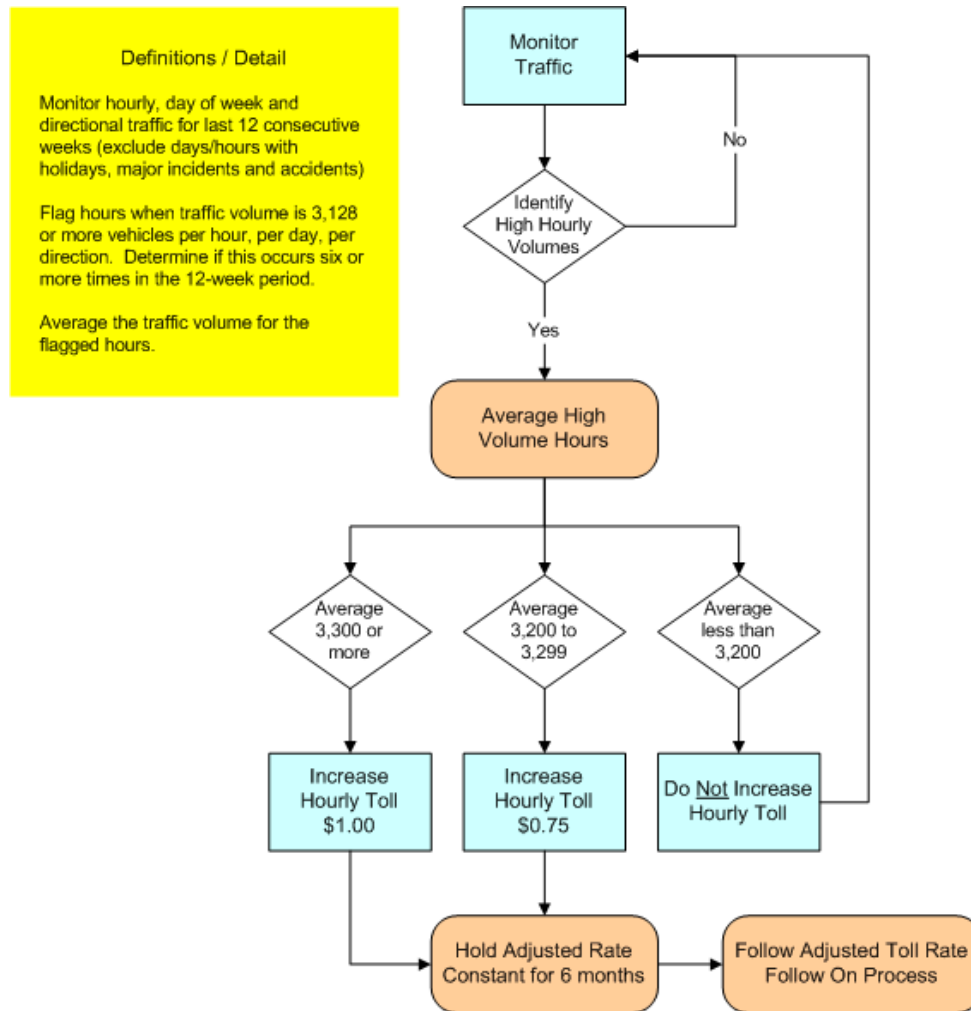 Definitions / Detail
Monitor hourly, day of week and
directional traffic for last 12 consecutive
weeks (exclude days/hours with
holidays, major incidents and accidents)
Flag hours when traffic volume is 3,128
or more vehicles per hour, per day, per
direction.  Determine if this occurs six or
more times in the 12-week period.
Average the traffic volume for the
flagged hours.
Monitor
Traffic
No
Identify
High Hourly
Volumes
Yes
Average High
Volume Hours
Average
3,300 or
more
Average
3,200 to
3,299
Average
less than
3,200
Increase
Hourly Toll
$1.00
Increase
Hourly Toll
$0.75
Do Not Increase
Hourly Toll
Hold Adjusted Rate
Constant for 6 months
Follow Adjusted Toll Rate
Follow On Process